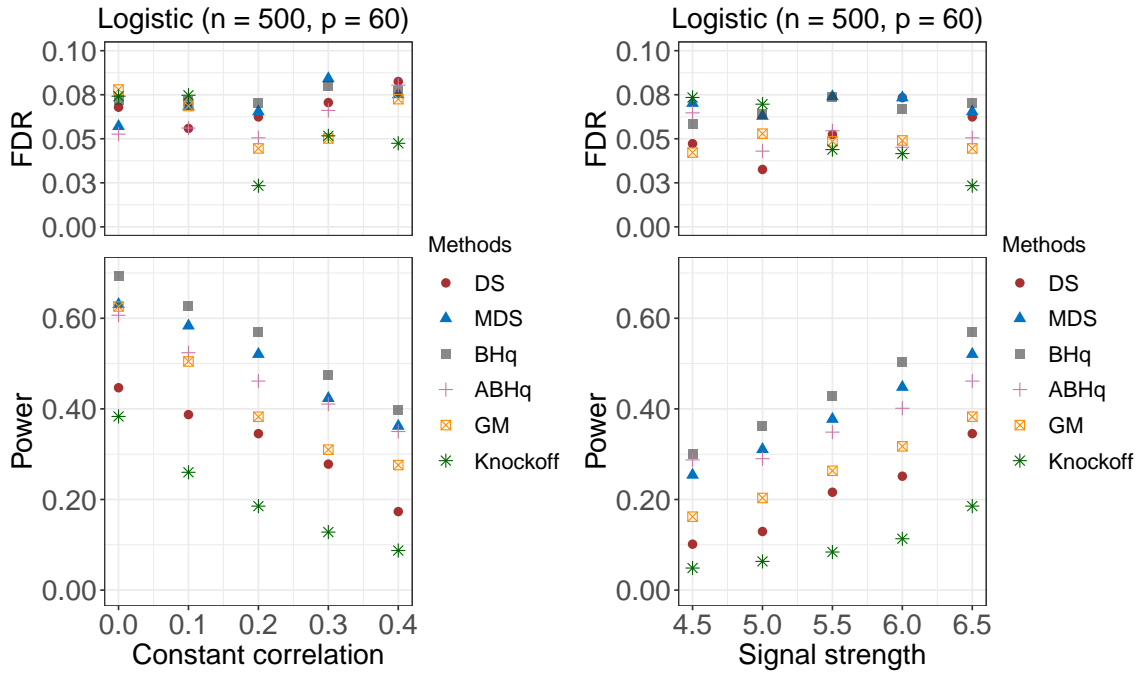 Logistic (n = 500, p = 60)
FDR
0.10
0.08
0.05
0.03
0.00
Power
0.60
0.40
0.20
0.00
0.0 0.1 0.2 0.3 0.4
Constant correlation
Methods
DS
MDS
BHq
ABHq
GM
Knockoff
Logistic (n = 500, p = 60)
FDR
0.10
0.08
0.05
0.03
0.00
Power
0.60
0.40
0.20
0.00
4.5 5.0 5.5 6.0 6.5
Signal strength
Methods
DS
MDS
BHq
ABHq
GM
Knockoff